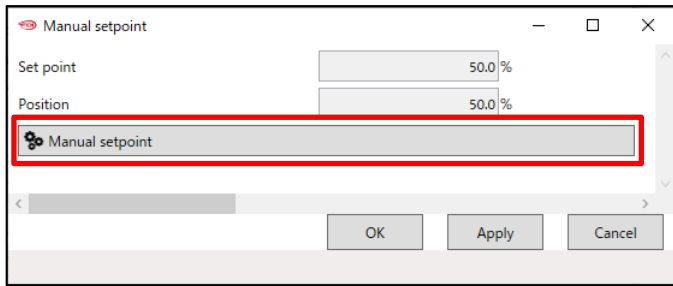 Manual setpoint
Set point 50.0 %
Position 50.0 %
Manual setpoint
OK Apply Cancel